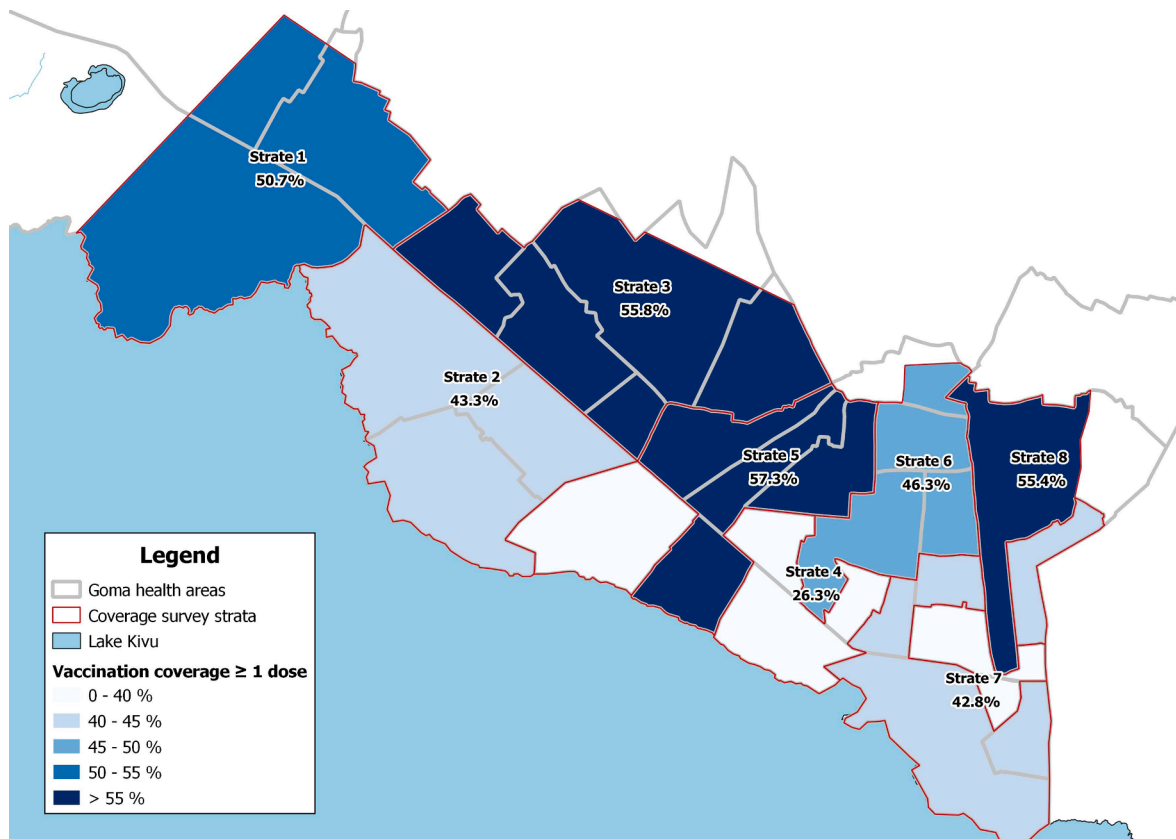 Strate 1
50.7%
Strate 3
55.8%
Strate 2
43.3%
Strate 5
57.3%
Strate 6
46.3%
Strate 8
55.4%
Strate 4
26.3%
Strate 7
42.8%
Legend
Goma health areas
Coverage survey strata
Lake Kivu
Vaccination coverage ≥ 1 dose
0 - 40 %
40 - 45 %
45 - 50 %
50 - 55 %
> 55 %